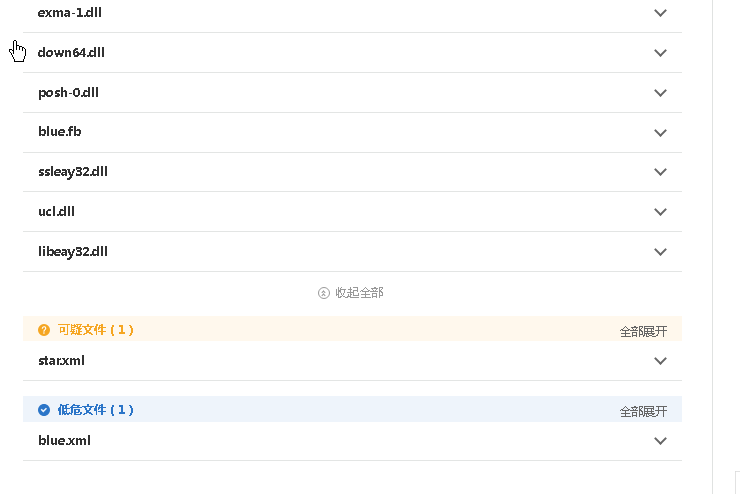 exma-1.dll
down64.dll
posh-0.dll
blue.fb
ssleay32.dll
ucl.dll
libeay32.dll
收起全部
可疑文件 ( 1 ) 全部展开
star.xml
低危文件 ( 1 ) 全部展开
blue.xml